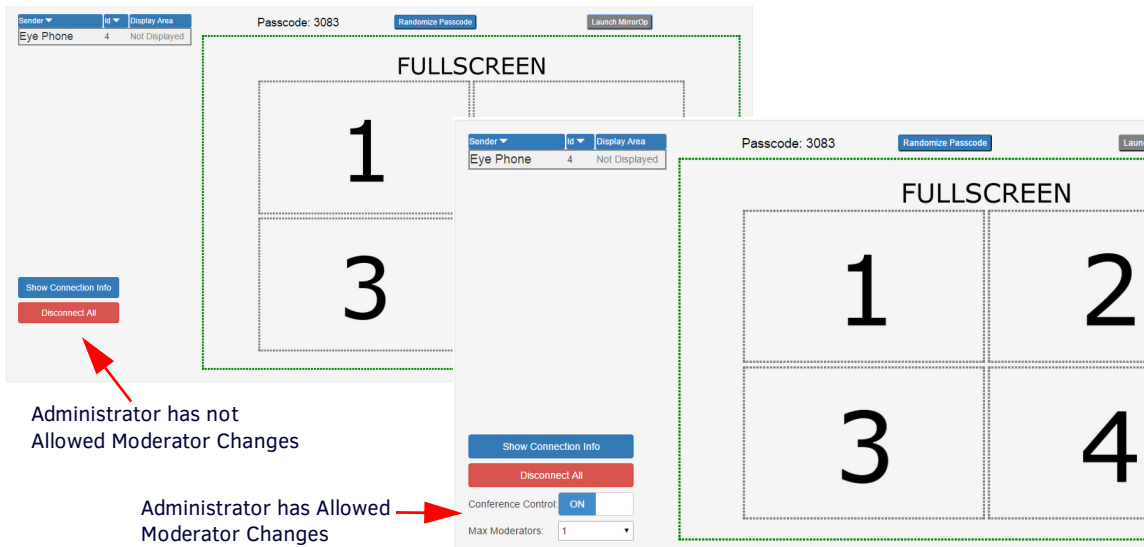 Sender Id Display Area
Eye Phone 4 Not Displayed
Passcode: 3083 Randomize Passcode Launch MirrorOp
FULLSCREEN
1
3
Show Connection Info
Disconnect All
Administrator has not
Allowed Moderator Changes
Sender Id Display Area
Eye Phone 4 Not Displayed
Passcode: 3083 Randomize Passcode Laun
FULLSCREEN
1 2
3 4
Show Connection Info
Disconnect All
Conference Control: ON
Max Moderators: 1
Administrator has Allowed
Moderator Changes